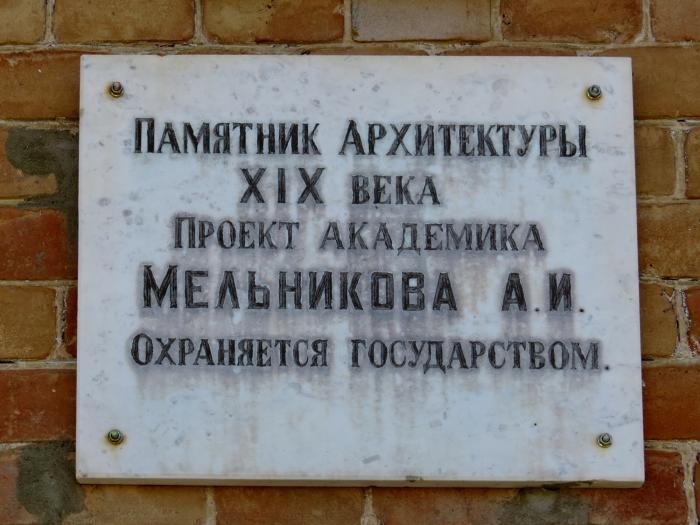 Памятник Архитектуры
XIX века
Проект академика
Мельникова А.И.
Охраняется государством.